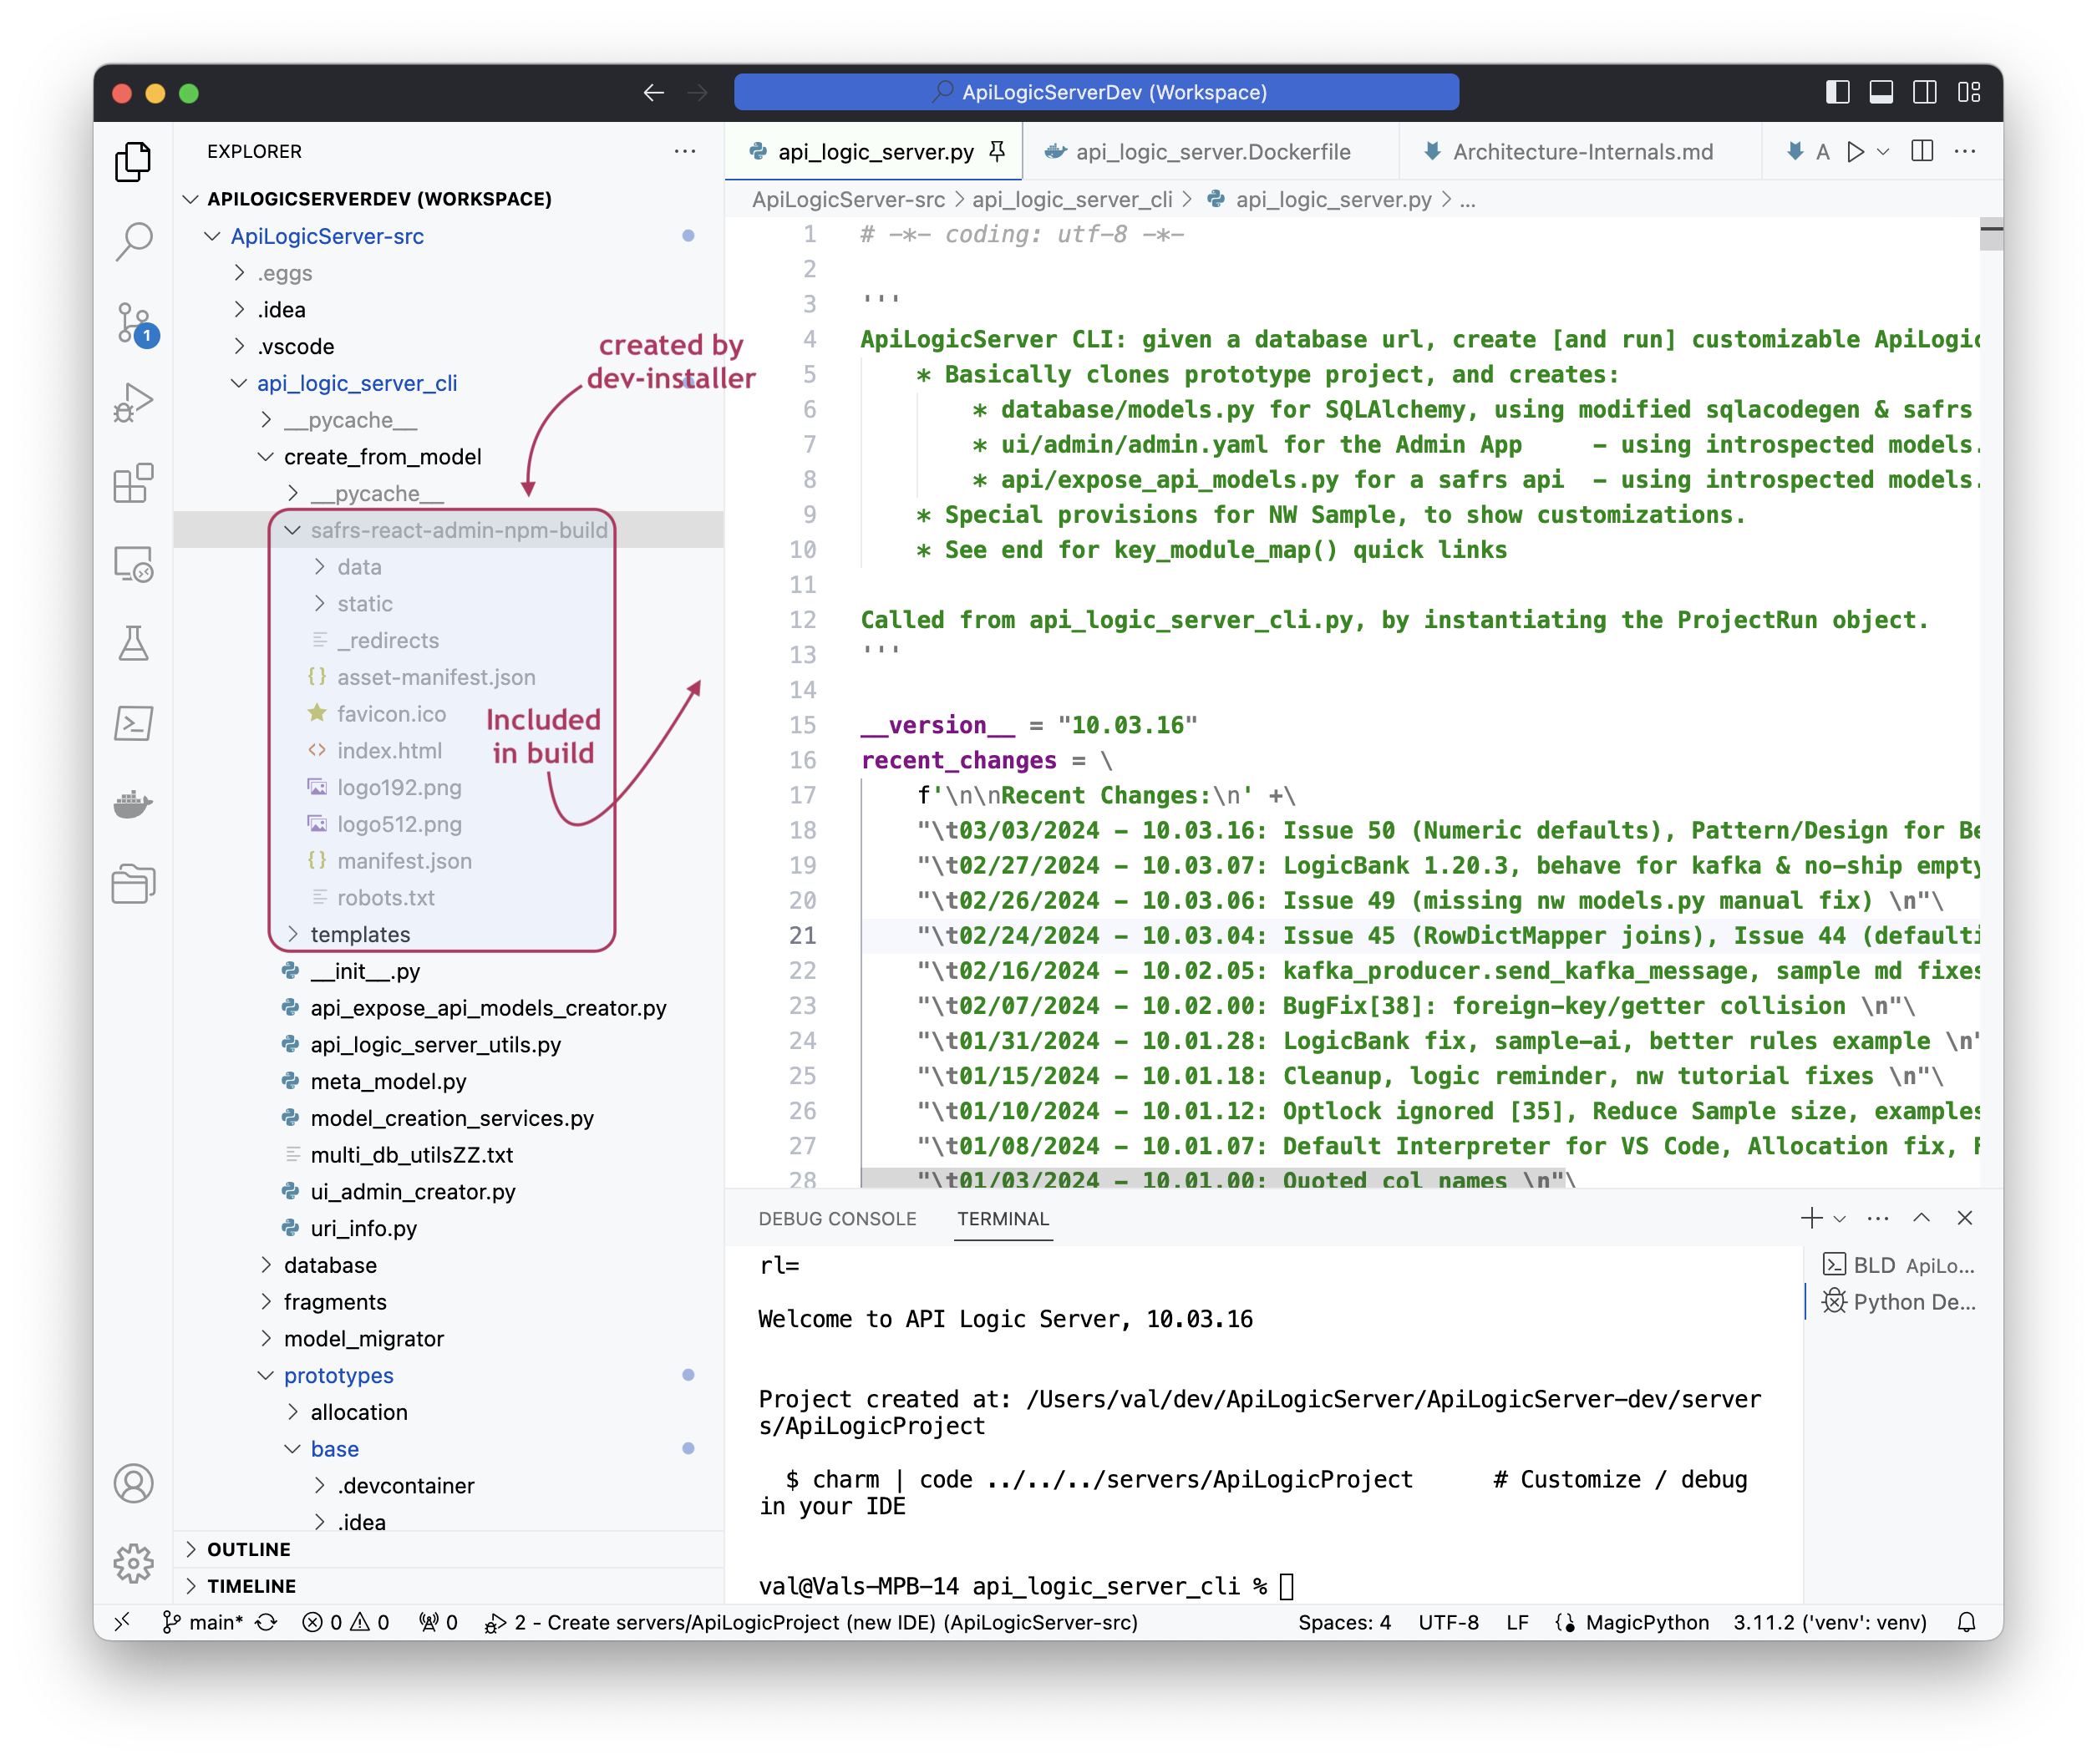 ApiLogicServerDev (Workspace)
EXPLORER
APILOGICSERVERDEV (WORKSPACE)
ApiLogicServer-src
.eggs
.idea
.vscode
api_logic_server_cli
__pycache__
create_from_model
__pycache__
safrs-react-admin-npm-build
data
static
_redirects
asset-manifest.json
favicon.ico
index.html
logo192.png
logo512.png
manifest.json
robots.txt
templates
__init__.py
api_expose_api_models_creator.py
api_logic_server_utils.py
meta_model.py
model_creation_services.py
multi_db_utilsZZ.txt
ui_admin_creator.py
uri_info.py
database
fragments
model_migrator
prototypes
allocation
base
.devcontainer
.idea
OUTLINE
TIMELINE
1
created by
dev-installer
Included
in build
api_logic_server.py
api_logic_server.Dockerfile
Architecture-Internals.md
A
ApiLogicServer-src > api_logic_server_cli > api_logic_server.py > ...
1 # -*- coding: utf-8 -*-
2
3 '''
4 ApiLogicServer CLI: given a database url, create [and run] customizable ApiLogic
5 * Basically clones prototype project, and creates:
6 * database/models.py for SQLAlchemy, using modified sqlacodegen & safrs
7 * ui/admin/admin.yaml for the Admin App - using introspected models.
8 * api/expose_api_models.py for a safrs api - using introspected models.
9 * Special provisions for NW Sample, to show customizations.
10 * See end for key_module_map() quick links
11
12 Called from api_logic_server_cli.py, by instantiating the ProjectRun object.
13 '''
14
15 __version__ = "10.03.16"
16 recent_changes = \
17 f'\n\nRecent Changes:\n' +\
18 "\t03/03/2024 - 10.03.16: Issue 50 (Numeric defaults), Pattern/Design for Be
19 "\t02/27/2024 - 10.03.07: LogicBank 1.20.3, behave for kafka & no-ship empty
20 "\t02/26/2024 - 10.03.06: Issue 49 (missing nw models.py manual fix) \n"\
21 "\t02/24/2024 - 10.03.04: Issue 45 (RowDictMapper joins), Issue 44 (defaulti
22 "\t02/16/2024 - 10.02.05: kafka_producer.send_kafka_message, sample md fixes
23 "\t02/07/2024 - 10.02.00: BugFix[38]: foreign-key/getter collision \n"\
24 "\t01/31/2024 - 10.01.28: LogicBank fix, sample-ai, better rules example \n"
25 "\t01/15/2024 - 10.01.18: Cleanup, logic reminder, nw tutorial fixes \n"\
26 "\t01/10/2024 - 10.01.12: Optlock ignored [35], Reduce Sample size, examples
27 "\t01/08/2024 - 10.01.07: Default Interpreter for VS Code, Allocation fix, F
28 "\t01/03/2024 - 10.01.00: Quoted col names \n"\
DEBUG CONSOLE TERMINAL
rl=
Welcome to API Logic Server, 10.03.16
Project created at: /Users/val/dev/ApiLogicServer/ApiLogicServer-dev/server
s/ApiLogicProject
$ charm | code ../../../servers/ApiLogicProject # Customize / debug
in your IDE
val@Vals-MPB-14 api_logic_server_cli %
BLD ApiLo...
Python De...
main* 0 0 0 2 - Create servers/ApiLogicProject (new IDE) (ApiLogicServer-src) Spaces: 4 UTF-8 LF MagicPython 3.11.2 ('venv': venv)